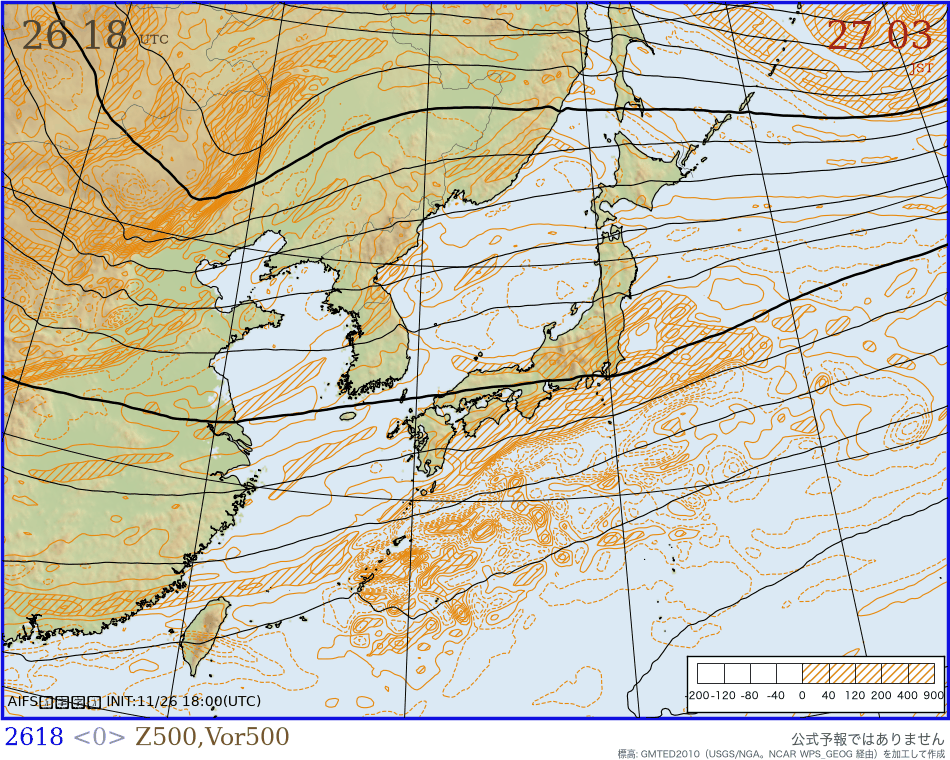 26 18 UTC
27 03 JST
-200 -120 -80 -40 0 40 120 200 400 900
AIFS INIT:11/26 18:00(UTC)
2618 <0> Z500,Vor500
公式予報ではありません
標高: GMTED2010（USGS/NGA。NCAR WPS_GEOG 経由）を加工して作成